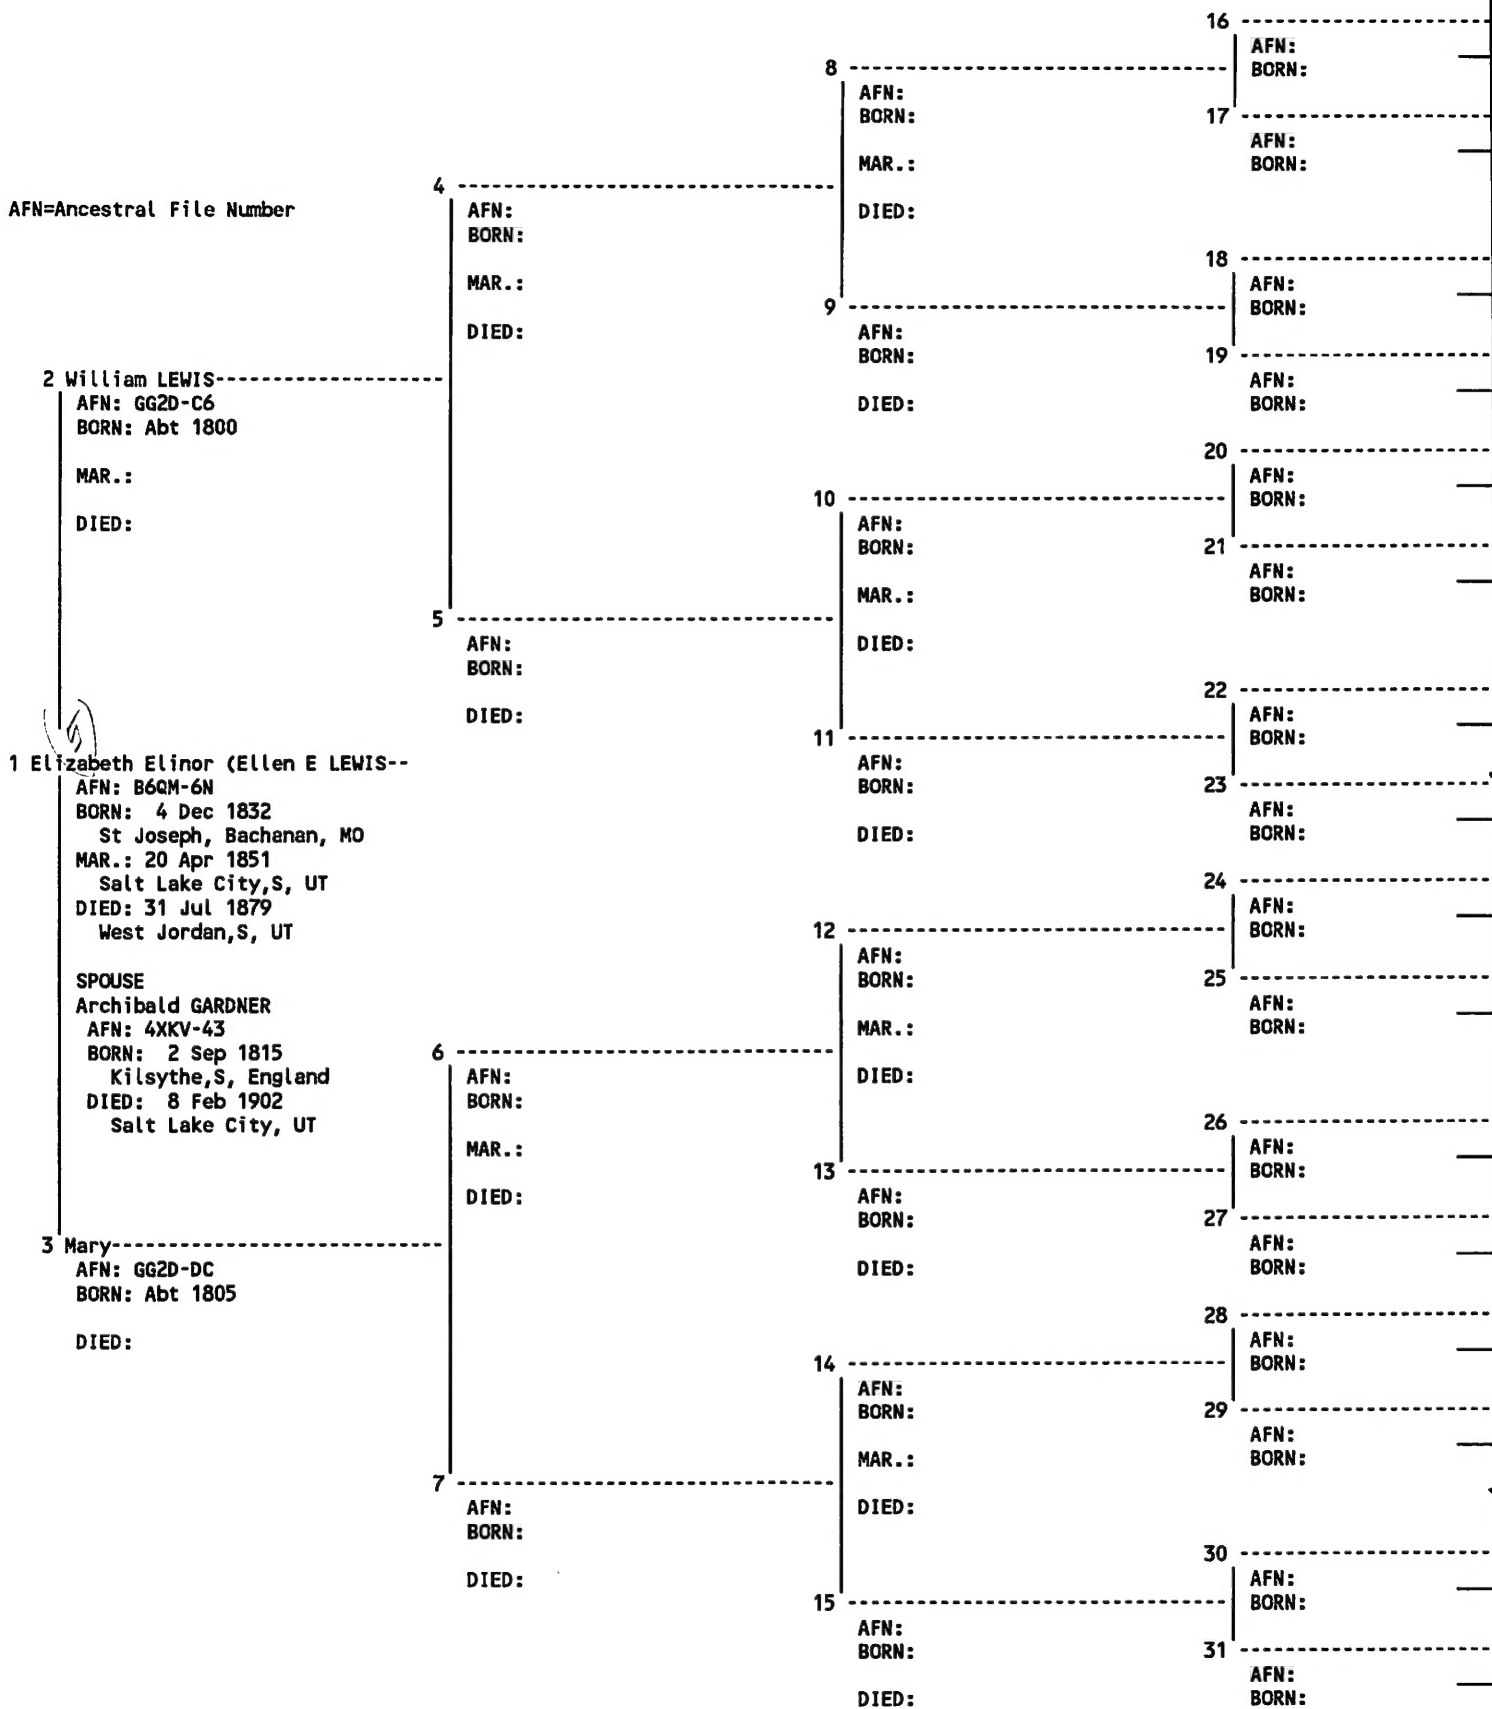 AFN=Ancestral File Number
2 William LEWIS--------------------
AFN: GG2D-C6
BORN: Abt 1800
MAR.:
DIED:
1 Elizabeth Elinor (Ellen E LEWIS--
AFN: B6QM-6N
BORN:  4 Dec 1832
St Joseph, Bachanan, MO
MAR.: 20 Apr 1851
Salt Lake City,S, UT
DIED: 31 Jul 1879
West Jordan,S, UT
SPOUSE
Archibald GARDNER
AFN: 4XKV-43
BORN:  2 Sep 1815
Kilsythe,S, England
DIED:  8 Feb 1902
Salt Lake City, UT
3 Mary-----------------------------
AFN: GG2D-DC
BORN: Abt 1805
DIED:
4
AFN:
BORN:
MAR.:
DIED:
5
AFN:
BORN:
DIED:
6
AFN:
BORN:
MAR.:
DIED:
7
AFN:
BORN:
DIED:
8
AFN:
BORN:
MAR.:
DIED:
9
AFN:
BORN:
DIED:
10
AFN:
BORN:
MAR.:
DIED:
11
AFN:
BORN:
DIED:
12
AFN:
BORN:
MAR.:
DIED:
13
AFN:
BORN:
DIED:
14
AFN:
BORN:
MAR.:
DIED:
15
AFN:
BORN:
DIED:
16
AFN:
BORN:
17
AFN:
BORN:
18
AFN:
BORN:
19
AFN:
BORN:
20
AFN:
BORN:
21
AFN:
BORN:
22
AFN:
BORN:
23
AFN:
BORN:
24
AFN:
BORN:
25
AFN:
BORN:
26
AFN:
BORN:
27
AFN:
BORN:
28
AFN:
BORN:
29
AFN:
BORN:
30
AFN:
BORN:
31
AFN:
BORN: